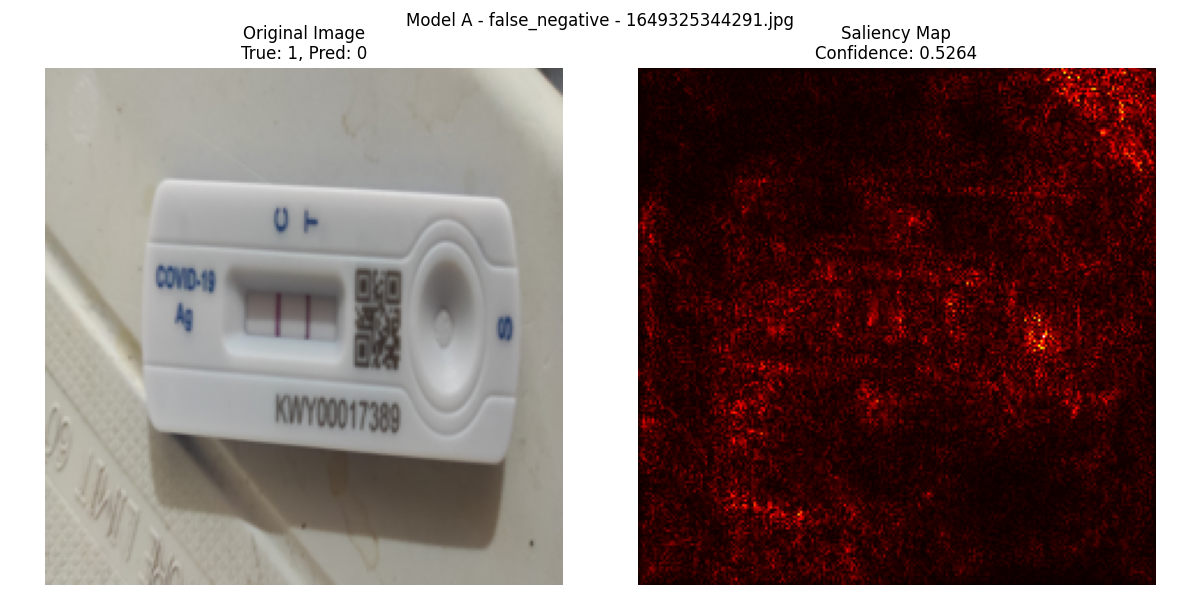 Model A - false_negative - 1649325344291.jpg
Original Image
True: 1, Pred: 0
Saliency Map
Confidence: 0.5264
C
T
COVID-19
Ag
S
KWY00017389